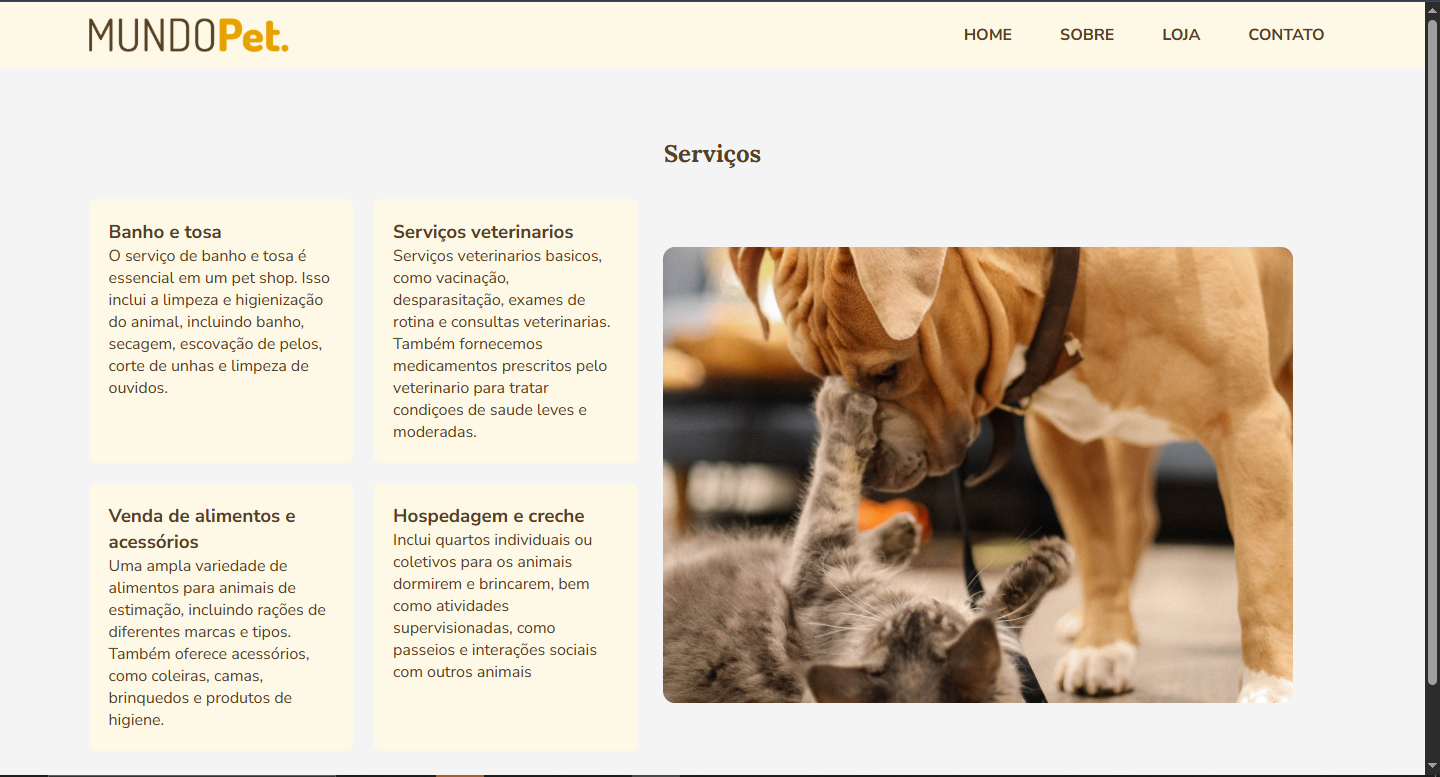 MUNDOPet.
HOME SOBRE LOJA CONTATO
Serviços
Banho e tosa
O serviço de banho e tosa é
essencial em um pet shop. Isso
inclui a limpeza e higienização
do animal, incluindo banho,
secagem, escovação de pelos,
corte de unhas e limpeza de
ouvidos.
Serviços veterinarios
Serviços veterinarios basicos,
como vacinação,
desparasitação, exames de
rotina e consultas veterinarias.
Também fornecemos
medicamentos prescritos pelo
veterinario para tratar
condiçoes de saude leves e
moderadas.
Venda de alimentos e
acessórios
Uma ampla variedade de
alimentos para animais de
estimação, incluindo rações de
diferentes marcas e tipos.
Também oferece acessórios,
como coleiras, camas,
brinquedos e produtos de
higiene.
Hospedagem e creche
Inclui quartos individuais ou
coletivos para os animais
dormirem e brincarem, bem
como atividades
supervisionadas, como
passeios e interações sociais
com outros animais